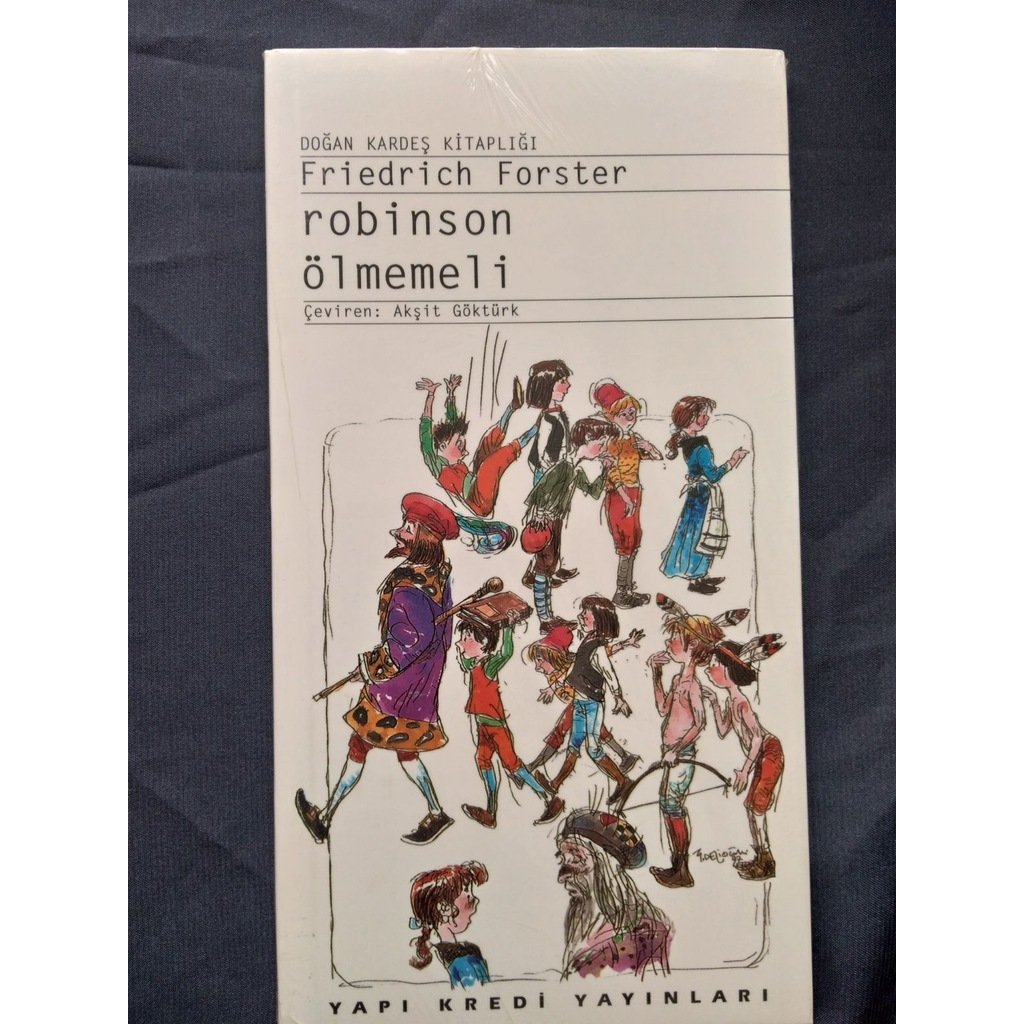 DOĞAN KARDEŞ KİTAPLIĞI
Friedrich Forster
robinson
ölmemeli
Çeviren: Akşit Göktürk
YAPI KREDİ YAYINLARI